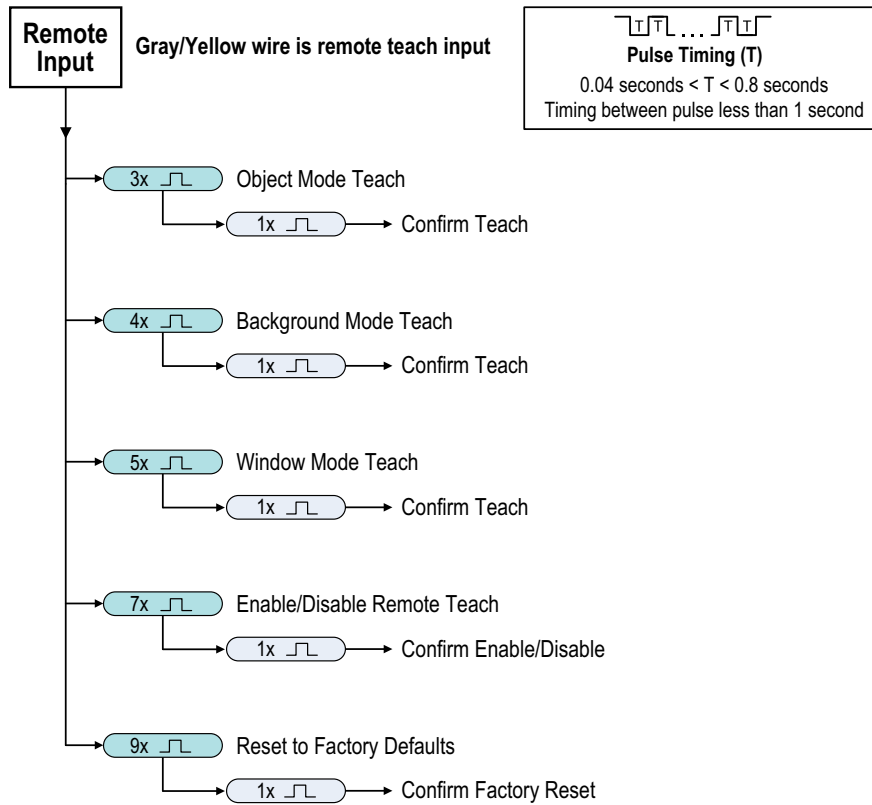 Remote
Input
Gray/Yellow wire is remote teach input
T T ... T T
Pulse Timing (T)
0.04 seconds < T < 0.8 seconds
Timing between pulse less than 1 second
3x Object Mode Teach
1x Confirm Teach
4x Background Mode Teach
1x Confirm Teach
5x Window Mode Teach
1x Confirm Teach
7x Enable/Disable Remote Teach
1x Confirm Enable/Disable
9x Reset to Factory Defaults
1x Confirm Factory Reset